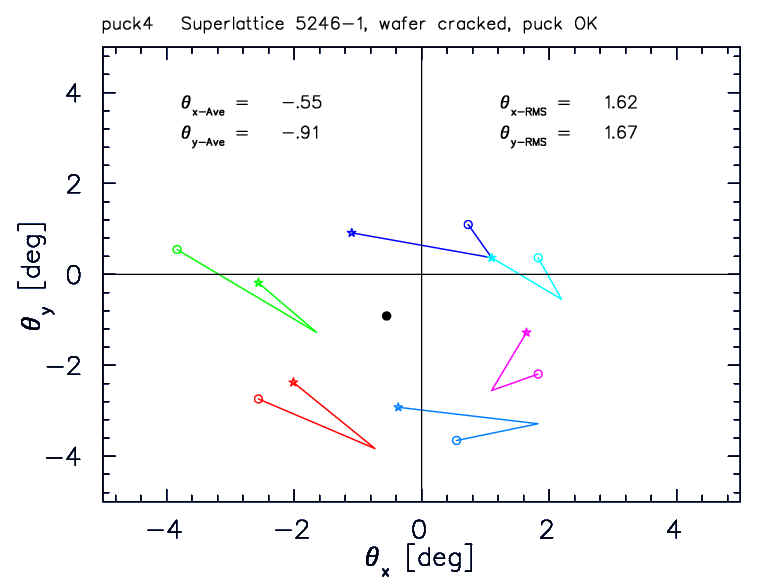 puck4 Superlattice 5246-1, wafer cracked, puck OK
θx-Ave = -.55
θx-RMS = 1.62
θy-Ave = -.91
θy-RMS = 1.67
4
2
0
-2
-4
θy [deg]
-4 -2 0 2 4
θx [deg]